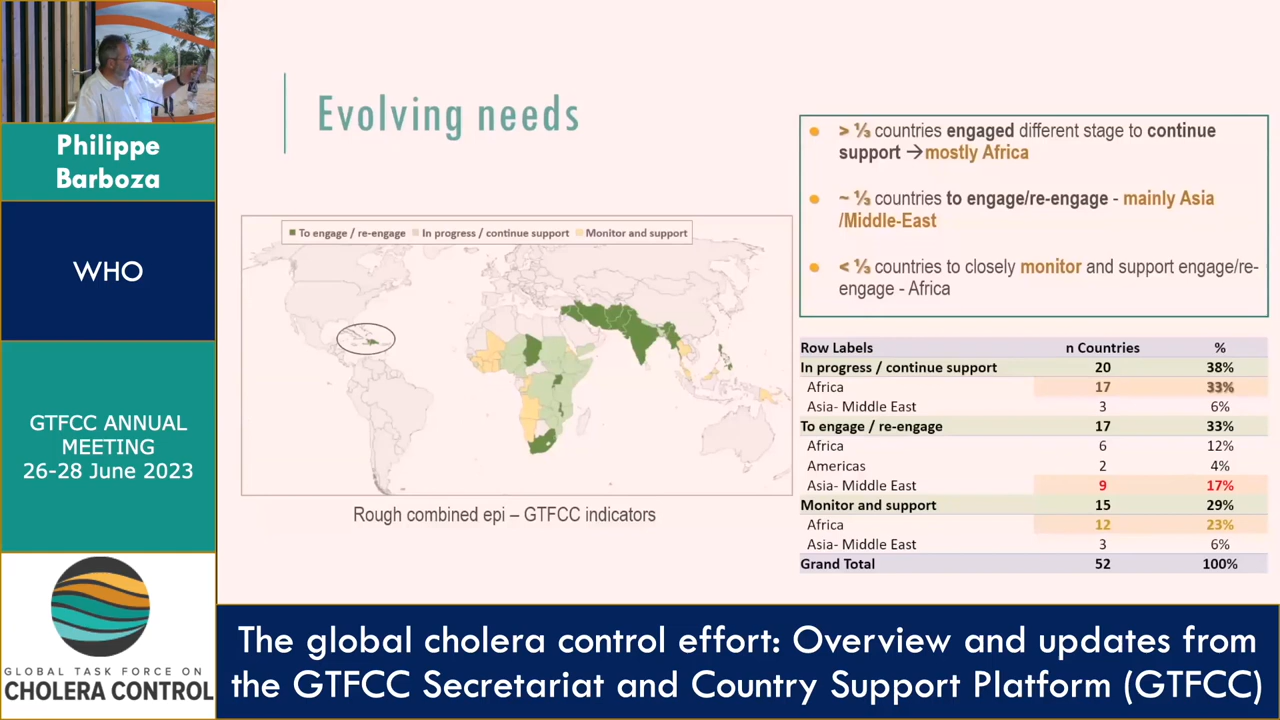 Philippe
Barboza
WHO
GTFCC ANNUAL
MEETING
26-28 June 2023
GLOBAL TASK FORCE ON
CHOLERA CONTROL
Evolving needs
To engage / re-engage In progress / continue support Monitor and support
Rough combined epi – GTFCC indicators
> ⅓ countries engaged different stage to continue
support →mostly Africa
~ ⅓ countries to engage/re-engage - mainly Asia
/Middle-East
< ⅓ countries to closely monitor and support engage/re-
engage - Africa
Row Labels n Countries %
In progress / continue support 20 38%
Africa 17 33%
Asia- Middle East 3 6%
To engage / re-engage 17 33%
Africa 6 12%
Americas 2 4%
Asia- Middle East 9 17%
Monitor and support 15 29%
Africa 12 23%
Asia- Middle East 3 6%
Grand Total 52 100%
The global cholera control effort: Overview and updates from
the GTFCC Secretariat and Country Support Platform (GTFCC)